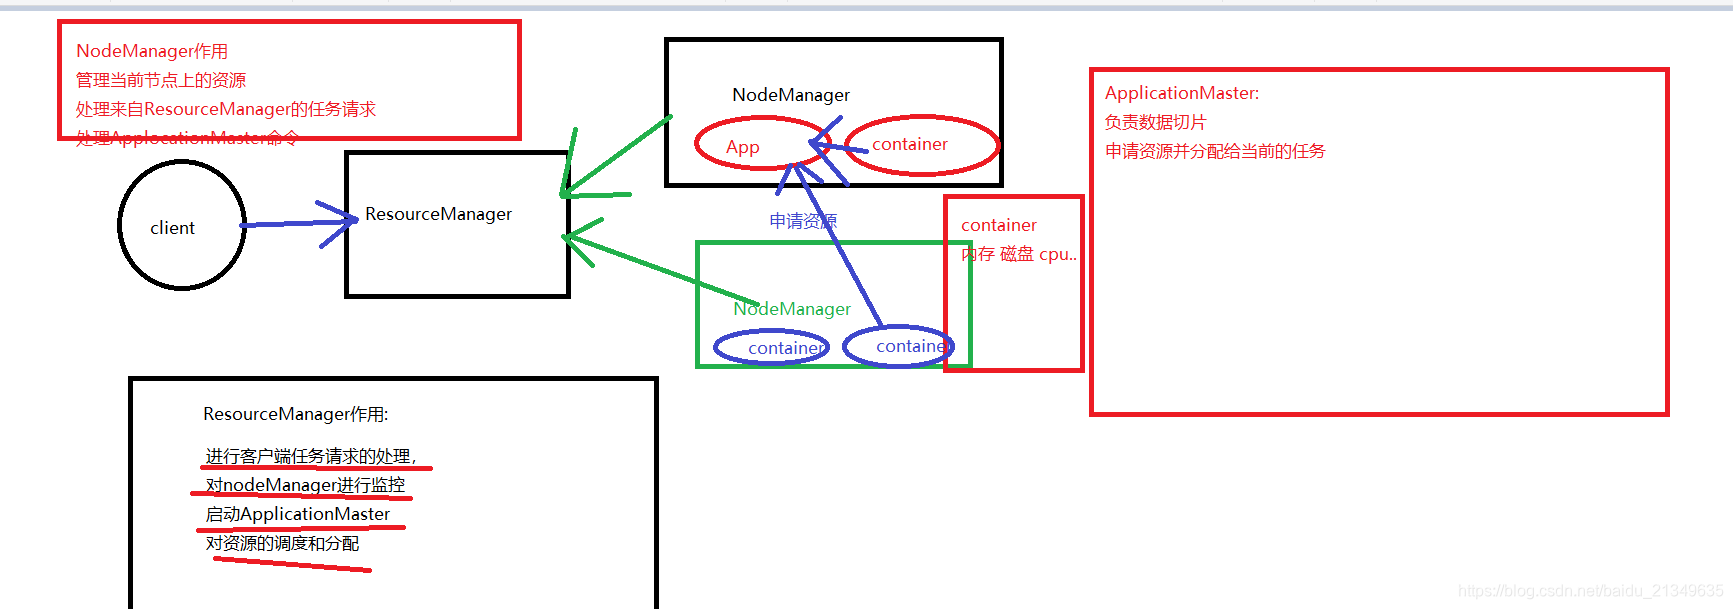 NodeManager作用
管理当前节点上的资源
处理来自ResourceManager的任务请求
处理ApplocationMaster命令
client
ResourceManager
NodeManager
App
container
申请资源
NodeManager
container
containe
container
内存 磁盘 cpu..
ApplicationMaster:
负责数据切片
申请资源并分配给当前的任务
ResourceManager作用:
进行客户端任务请求的处理，
对nodeManager进行监控
启动ApplicationMaster
对资源的调度和分配
https://blog.csdn.net/baidu_21349635